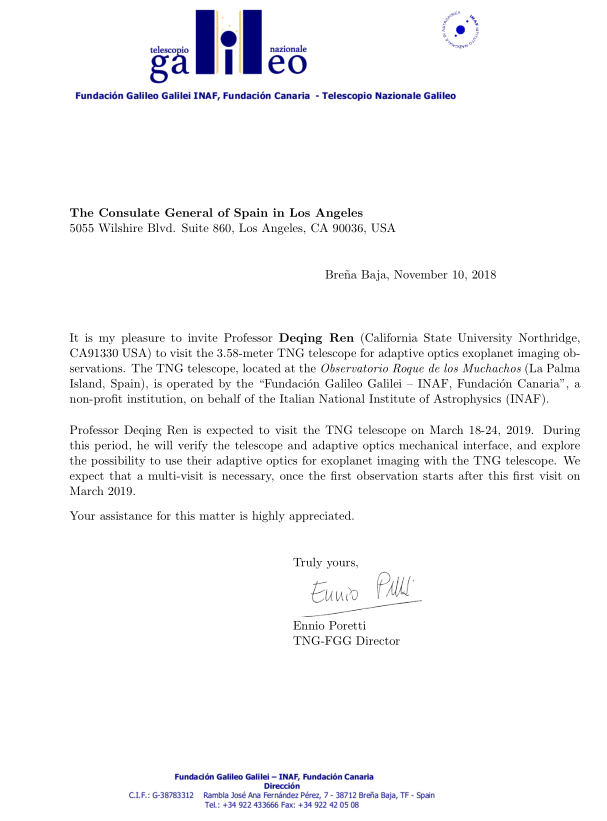 telescopio nazionale
galileo
INAF ISTITUTO NAZIONALE DI ASTROFISICA
Fundación Galileo Galilei INAF, Fundación Canaria - Telescopio Nazionale Galileo
The Consulate General of Spain in Los Angeles
5055 Wilshire Blvd. Suite 860, Los Angeles, CA 90036, USA
Breña Baja, November 10, 2018
It is my pleasure to invite Professor Deqing Ren (California State University Northridge,
CA91330 USA) to visit the 3.58-meter TNG telescope for adaptive optics exoplanet imaging ob-
servations. The TNG telescope, located at the Observatorio Roque de los Muchachos (La Palma
Island, Spain), is operated by the “Fundación Galileo Galilei – INAF, Fundación Canaria”, a
non-profit institution, on behalf of the Italian National Institute of Astrophysics (INAF).
Professor Deqing Ren is expected to visit the TNG telescope on March 18-24, 2019. During
this period, he will verify the telescope and adaptive optics mechanical interface, and explore
the possibility to use their adaptive optics for exoplanet imaging with the TNG telescope. We
expect that a multi-visit is necessary, once the first observation starts after this first visit on
March 2019.
Your assistance for this matter is highly appreciated.
Truly yours,
Ennio
Ennio Poretti
TNG-FGG Director
Fundación Galileo Galilei – INAF, Fundación Canaria
Dirección
C.I.F.: G-38783312 Rambla José Ana Fernández Pérez, 7 - 38712 Breña Baja, TF - Spain
Tel.: +34 922 433666 Fax: +34 922 42 05 08